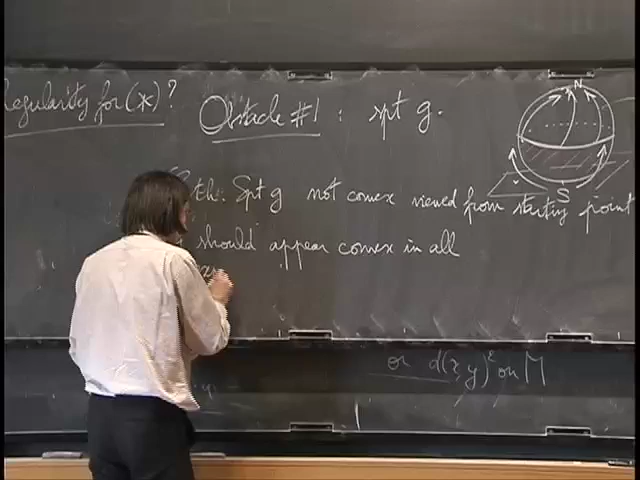 Regularity for (*)?
Obstacle #1: spt g.
N
S
th: Spt g not convex viewed from starting point
should appear convex in all
or d(x,y)² on M